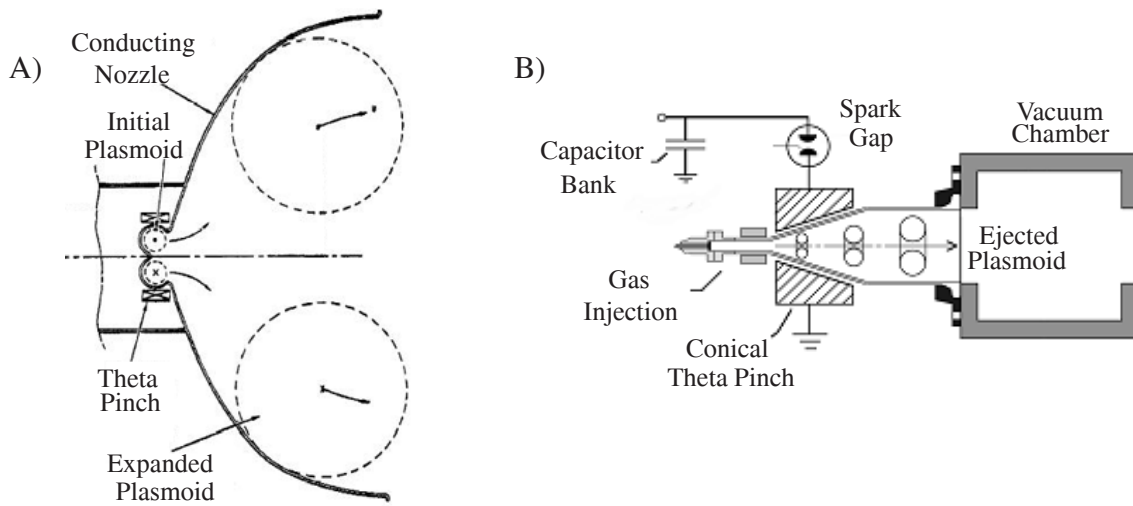 A)
Conducting
Nozzle
Initial
Plasmoid
Theta
Pinch
Expanded
Plasmoid
B)
Spark
Gap
Vacuum
Chamber
Capacitor
Bank
Gas
Injection
Ejected
Plasmoid
Conical
Theta Pinch